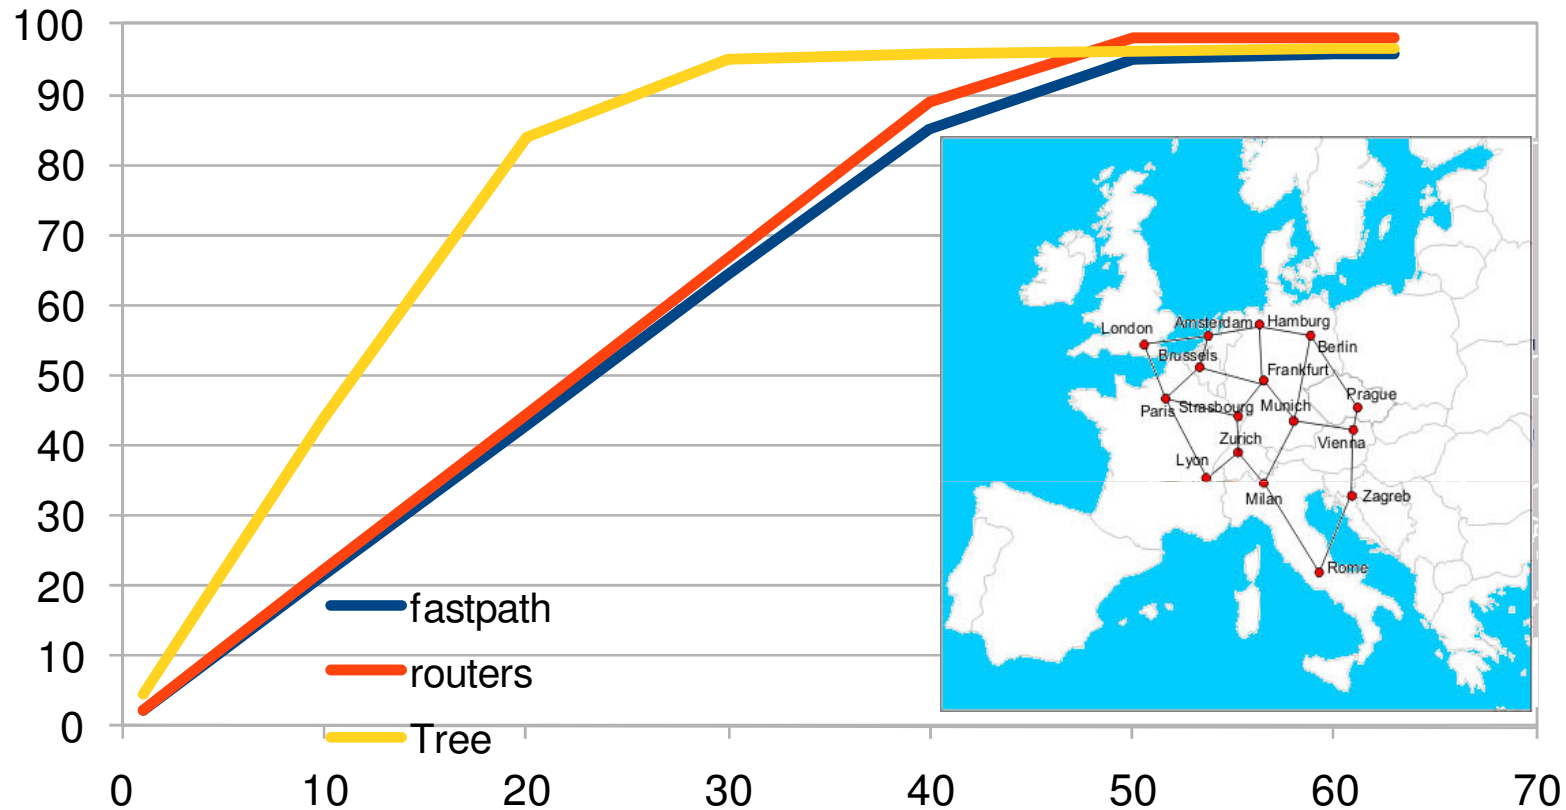 100
90
80
70
60
50
40
30
20
10
0
fastpath
routers
Tree
0 10 20 30 40 50 60 70
London
Amsterdam
Hamburg
Brussels
Berlin
Frankfurt
Paris
Strasbourg
Munich
Prague
Zurich
Vienna
Lyon
Milan
Zagreb
Rome